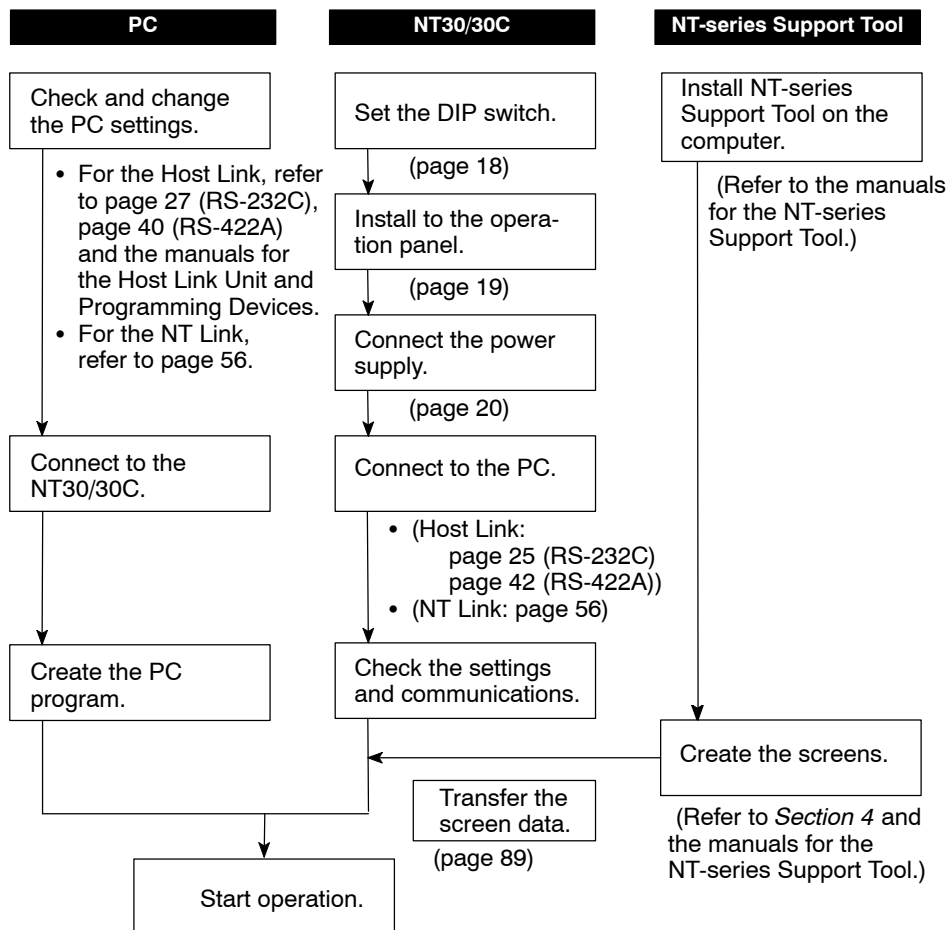 PC
NT30/30C
NT-series Support Tool
Check and change
the PC settings.
• For the Host Link, refer
to page 27 (RS-232C),
page 40 (RS-422A)
and the manuals for
the Host Link Unit and
Programming Devices.
• For the NT Link,
refer to page 56.
Connect to the
NT30/30C.
Create the PC
program.
Set the DIP switch.
(page 18)
Install to the opera-
tion panel.
(page 19)
Connect the power
supply.
(page 20)
Connect to the PC.
• (Host Link:
page 25 (RS-232C)
page 42 (RS-422A))
• (NT Link: page 56)
Check the settings
and communications.
Install NT-series
Support Tool on the
computer.
(Refer to the manuals
for the NT-series
Support Tool.)
Create the screens.
(Refer to Section 4 and
the manuals for the
NT-series Support Tool.)
Transfer the
screen data.
(page 89)
Start operation.